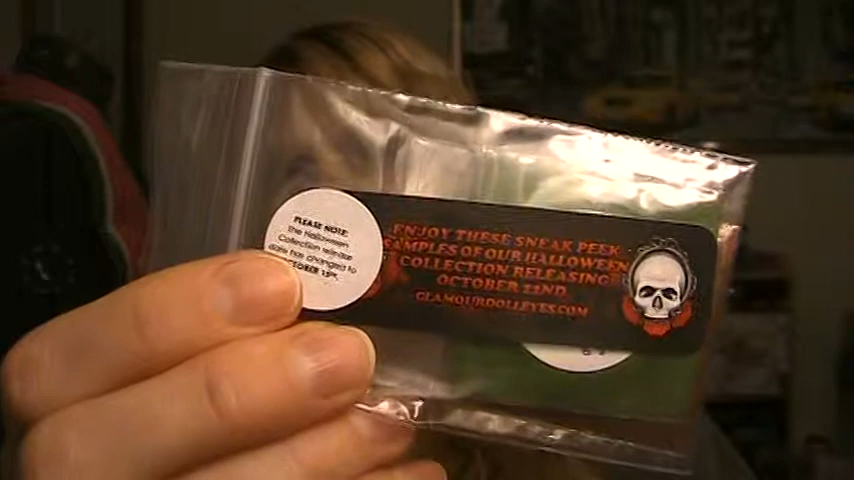 PLEASE NOTE:
The Halloween
Collection release
date has changed to
OCTOBER 15th.
ENJOY THESE SNEAK PEEK
SAMPLES OF OUR HALLOWEEN
COLLECTION RELEASING
OCTOBER 22ND
GLAMOURDOLLEYES.COM